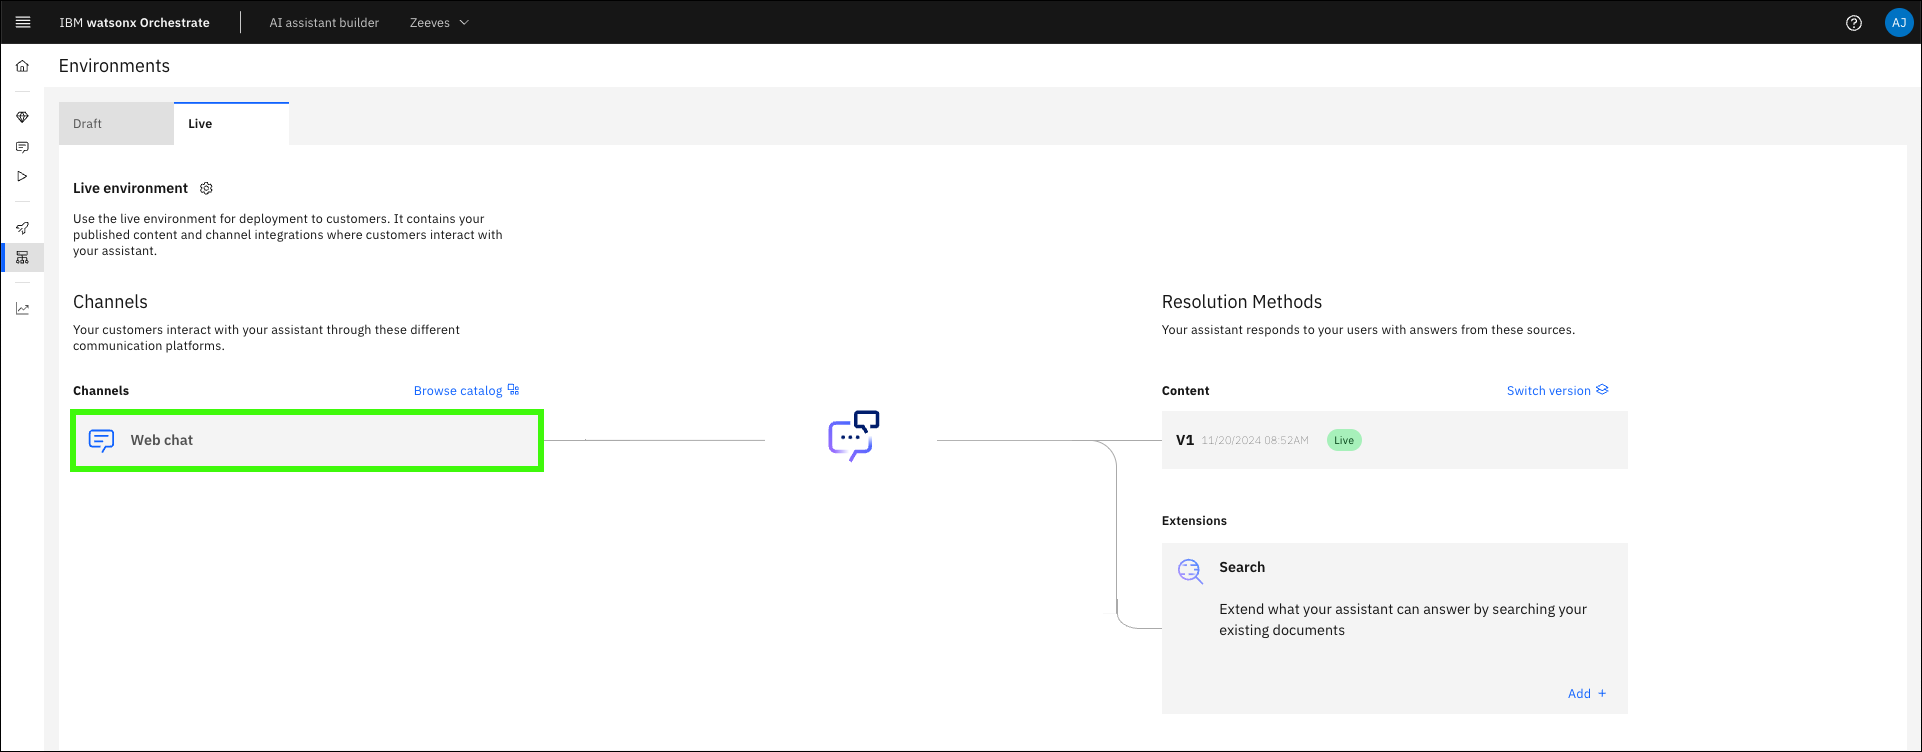 IBM watsonx Orchestrate
AI assistant builder
Zeeves
AJ
Environments
Draft
Live
Live environment
Use the live environment for deployment to customers. It contains your
published content and channel integrations where customers interact with
your assistant.
Channels
Your customers interact with your assistant through these different
communication platforms.
Channels
Browse catalog
Web chat
Resolution Methods
Your assistant responds to your users with answers from these sources.
Content
Switch version
V1 11/20/2024 08:52AM Live
Extensions
Search
Extend what your assistant can answer by searching your
existing documents
Add +